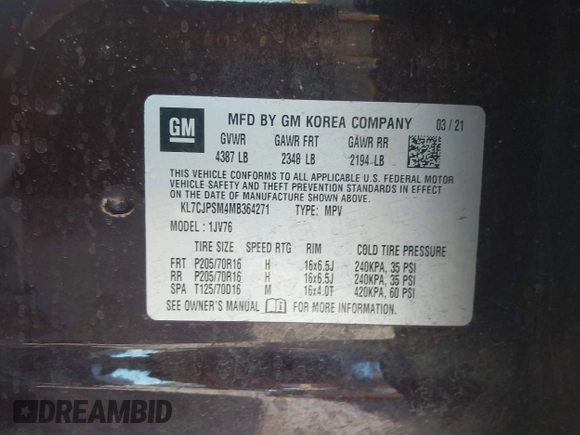 GM
MFD BY GM KOREA COMPANY 03 / 21
GVWR GAWR FRT GAWR RR
4387 LB 2348 LB 2194 LB
THIS VEHICLE CONFORMS TO ALL APPLICABLE U.S. FEDERAL MOTOR
VEHICLE SAFETY AND THEFT PREVENTION STANDARDS IN EFFECT
ON THE DATE OF MANUFACTURE SHOWN ABOVE.
KL7CJPSM4MB364271 TYPE: MPV
MODEL : 1JV76
TIRE SIZE SPEED RTG RIM COLD TIRE PRESSURE
FRT P205/70R16 H 16x6.5J 240KPA, 35 PSI
RR P205/70R16 H 16x6.5J 240KPA, 35 PSI
SPA T125/70D16 M 16x4.0T 420KPA, 60 PSI
SEE OWNER'S MANUAL FOR MORE INFORMATION.
DREAMBID